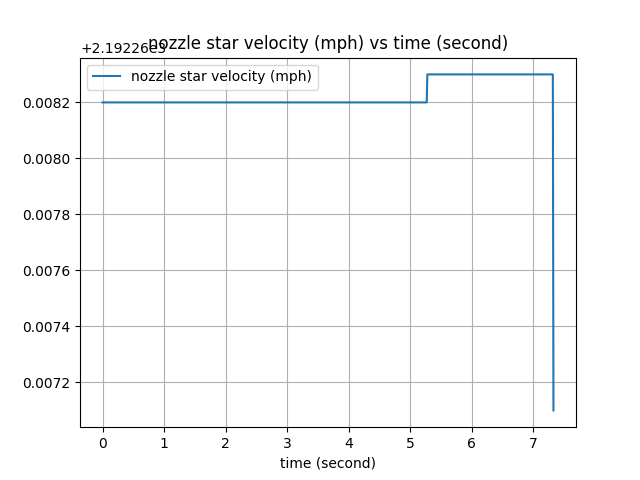 nozzle star velocity (mph) vs time (second)
+2.19226e3
nozzle star velocity (mph)
0.0082
0.0080
0.0078
0.0076
0.0074
0.0072
0 1 2 3 4 5 6 7
time (second)